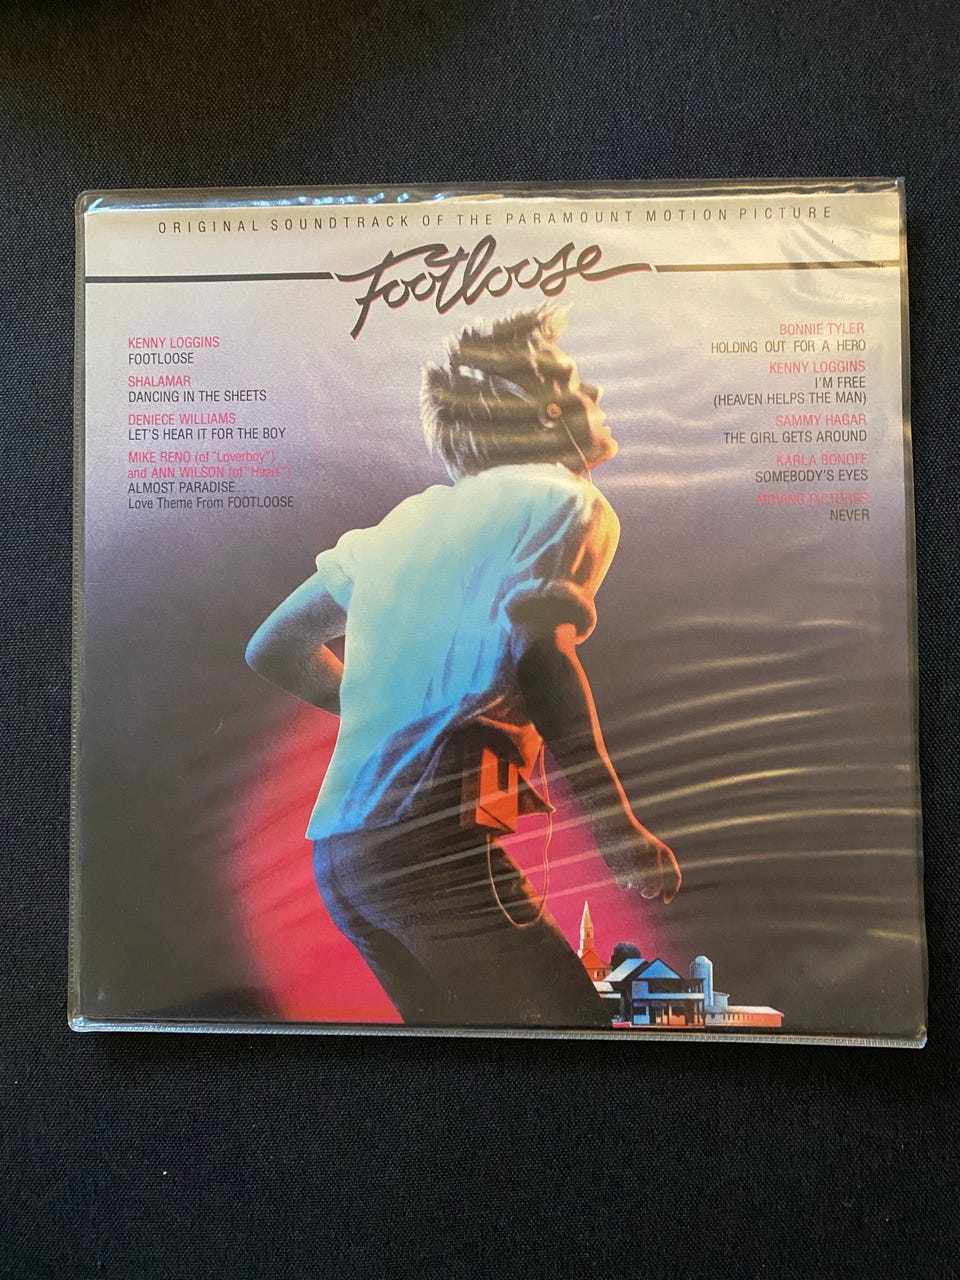 ORIGINAL SOUNDTRACK OF THE PARAMOUNT MOTION PICTURE
Footloose
KENNY LOGGINS
FOOTLOOSE
SHALAMAR
DANCING IN THE SHEETS
DENIECE WILLIAMS
LET'S HEAR IT FOR THE BOY
MIKE RENO (of "Loverboy")
and ANN WILSON (of "Heart")
ALMOST PARADISE...
Love Theme From FOOTLOOSE
BONNIE TYLER
HOLDING OUT FOR A HERO
KENNY LOGGINS
I'M FREE
(HEAVEN HELPS THE MAN)
SAMMY HAGAR
THE GIRL GETS AROUND
KARLA BONOFF
SOMEBODY'S EYES
MOVING PICTURES
NEVER